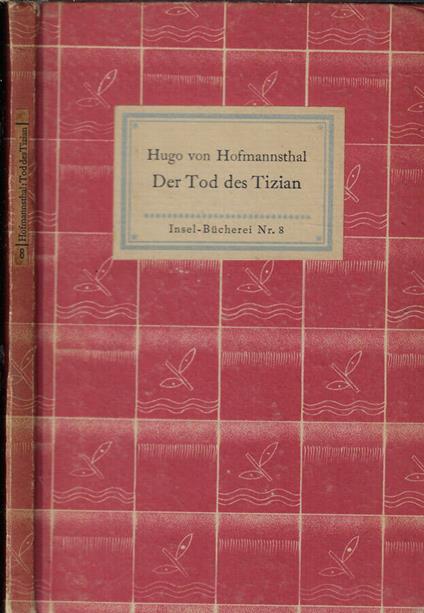 8 | Hofmannsthal: Tod des Tizian
Hugo von Hofmannsthal
Der Tod des Tizian
Insel-Bücherei Nr. 8